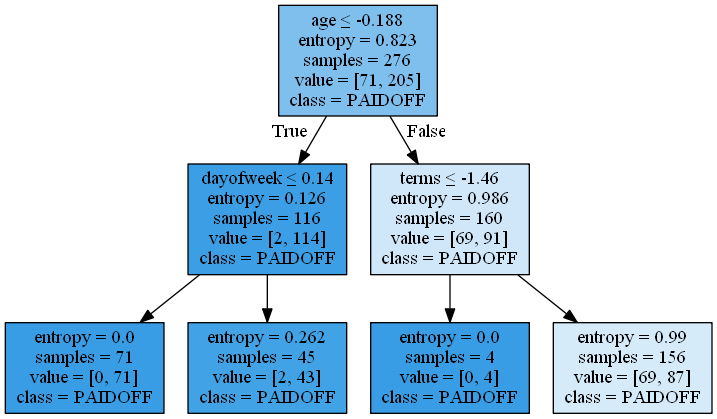 age ≤ -0.188
entropy = 0.823
samples = 276
value = [71, 205]
class = PAIDOFF
True
False
dayofweek ≤ 0.14
entropy = 0.126
samples = 116
value = [2, 114]
class = PAIDOFF
terms ≤ -1.46
entropy = 0.986
samples = 160
value = [69, 91]
class = PAIDOFF
entropy = 0.0
samples = 71
value = [0, 71]
class = PAIDOFF
entropy = 0.262
samples = 45
value = [2, 43]
class = PAIDOFF
entropy = 0.0
samples = 4
value = [0, 4]
class = PAIDOFF
entropy = 0.99
samples = 156
value = [69, 87]
class = PAIDOFF